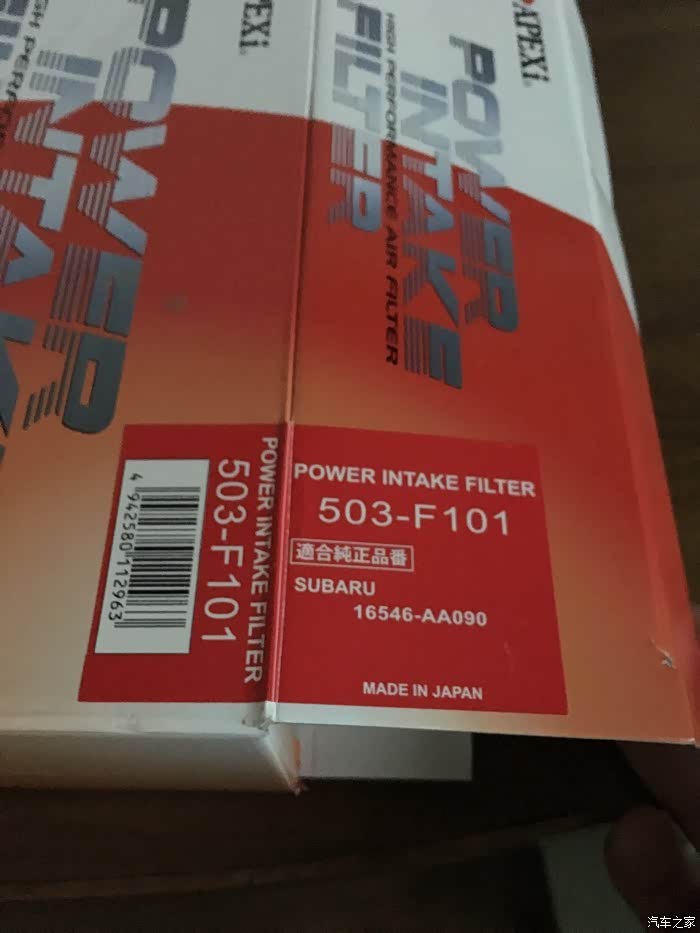 APEXi
POWER
INTAKE
FILTER
HIGH PERFORMANCE AIR FILTER
PEXi
POWER
INTAK
POWER INTAKE FILTER
503-F101
適合純正品番
SUBARU
16546-AA090
MADE IN JAPAN
POWER INTAKE FILTER
503-F101
4 942580 112963
汽车之家